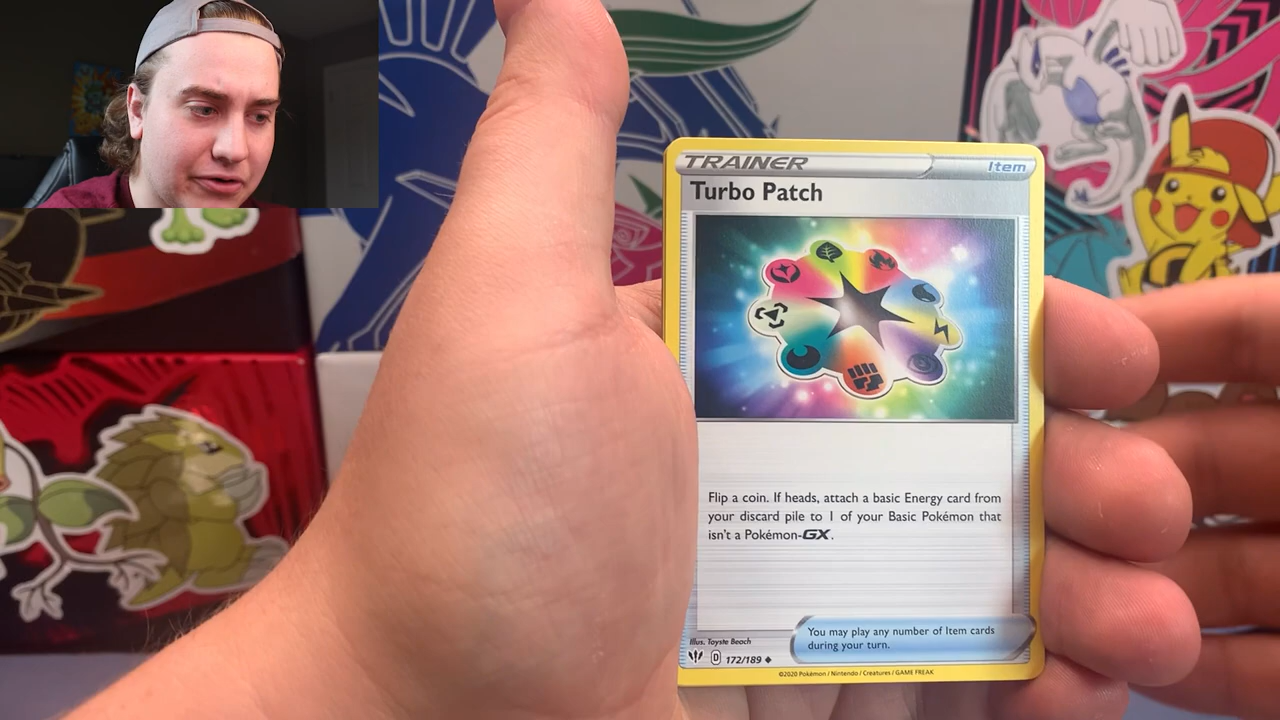 TRAINER
Item
Turbo Patch
Flip a coin. If heads, attach a basic Energy card from
your discard pile to 1 of your Basic Pokémon that
isn't a Pokémon-GX.
You may play any number of Item cards
during your turn.
Illus. Toyste Beach
D 172/189
©2020 Pokémon / Nintendo / Creatures / GAME FREAK